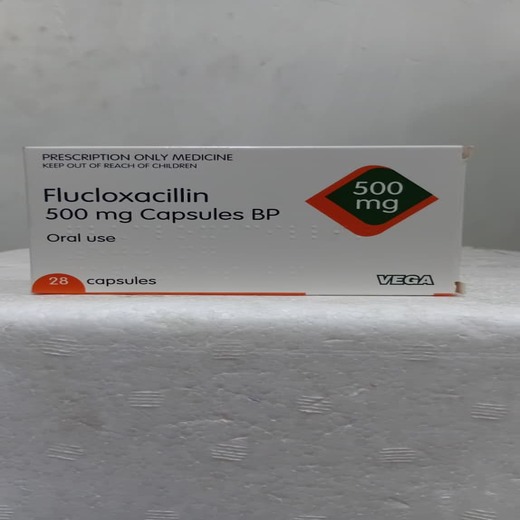 PRESCRIPTION ONLY MEDICINE
KEEP OUT OF REACH OF CHILDREN
Flucloxacillin
500 mg Capsules BP
Oral use
500
mg
28 capsules
VEGA